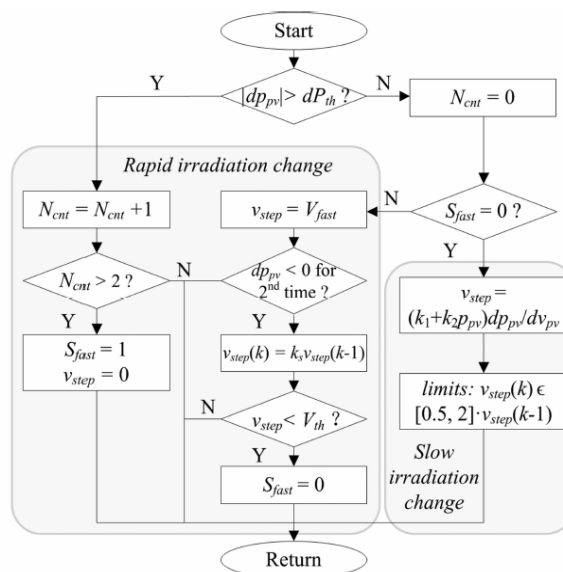 Start
Y
|dp_pv| > dP_th ?
N
N_cnt = 0
Rapid irradiation change
N_cnt = N_cnt +1
v_step = V_fast
N
S_fast = 0 ?
Y
N_cnt > 2 ?
N
dp_pv < 0 for
2nd time ?
v_step =
(k_1+k_2p_pv)dp_pv/dv_pv
Y
Y
S_fast = 1
v_step = 0
v_step(k) = k_sv_step(k-1)
limits: v_step(k) ϵ
[0.5, 2]·v_step(k-1)
N
v_step < V_th ?
Y
Slow
irradiation
change
S_fast = 0
Return